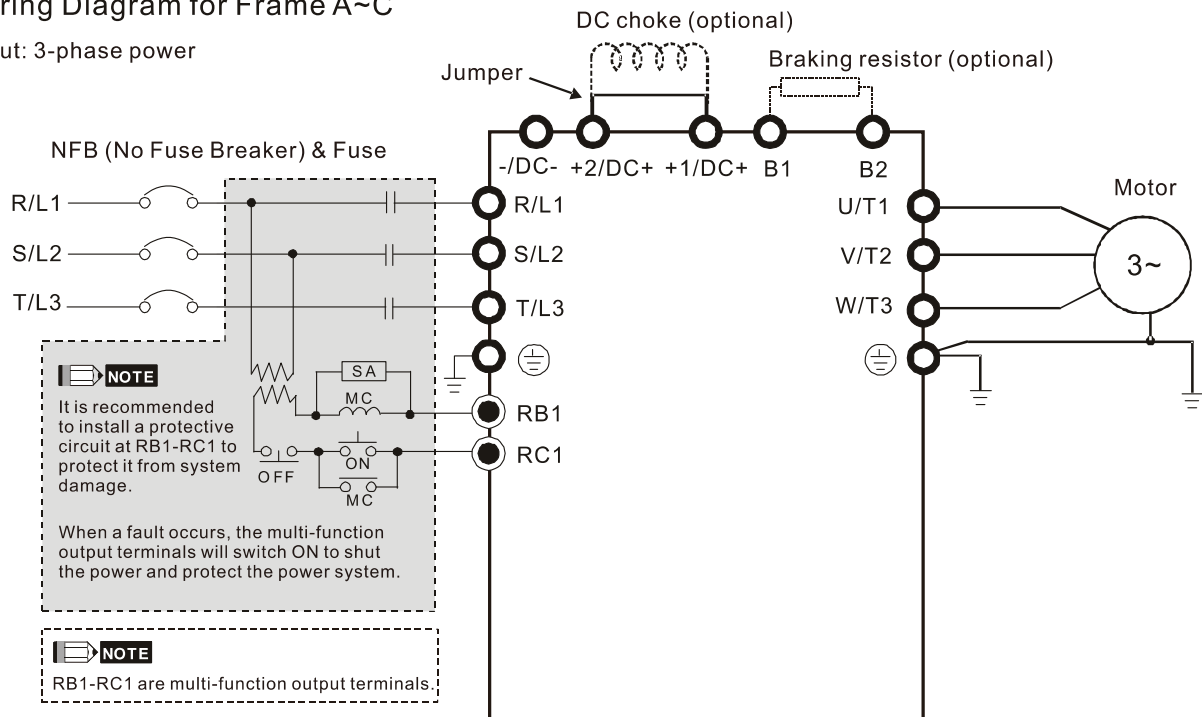 ring Diagram for Frame A~C
ut: 3-phase power
DC choke (optional)
Jumper
Braking resistor (optional)
NFB (No Fuse Breaker) & Fuse
-/DC- +2/DC+ +1/DC+ B1 B2
Motor
R/L1 R/L1 U/T1
S/L2 S/L2 V/T2 3~
T/L3 T/L3 W/T3
NOTE
It is recommended
to install a protective
circuit at RB1-RC1 to
protect it from system
damage.
SA
MC
RB1
RC1
OFF
ON
MC
When a fault occurs, the multi-function
output terminals will switch ON to shut
the power and protect the power system.
NOTE
RB1-RC1 are multi-function output terminals.